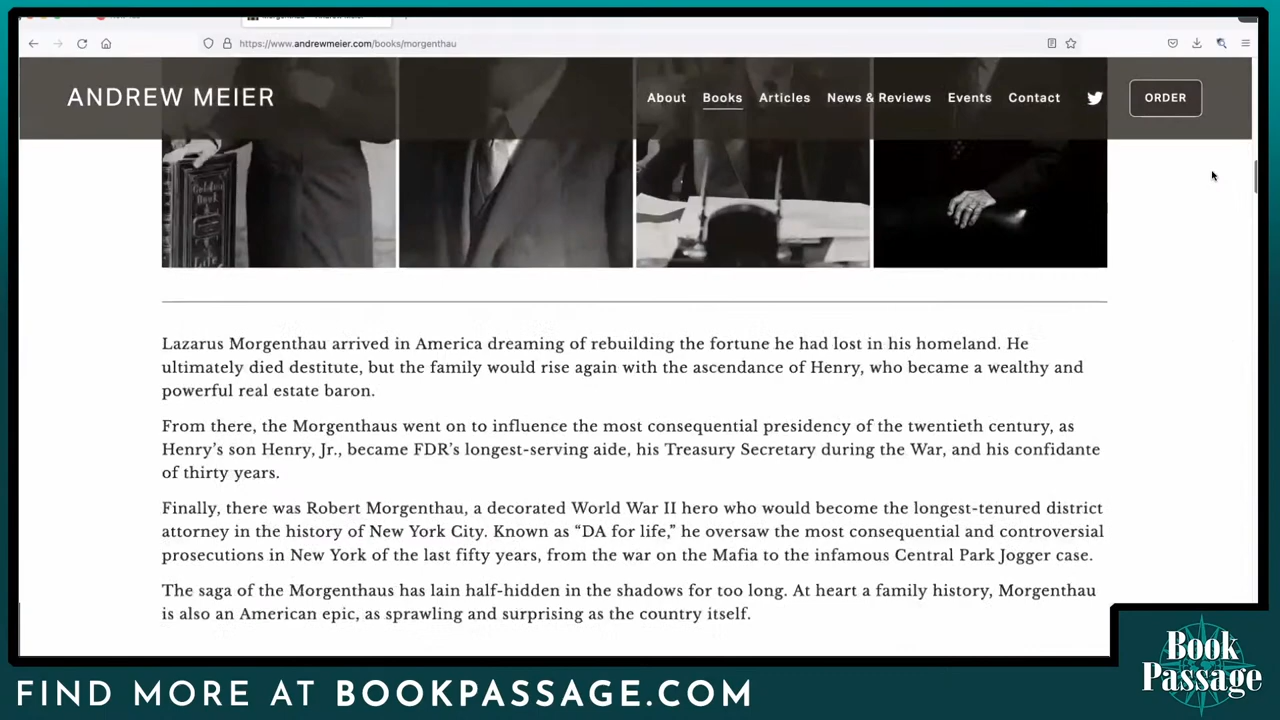 https://www.andrewmeier.com/books/morgenthau
ANDREW MEIER
About Books Articles News & Reviews Events Contact ORDER
Golden
Book
of
Life
Lazarus Morgenthau arrived in America dreaming of rebuilding the fortune he had lost in his homeland. He
ultimately died destitute, but the family would rise again with the ascendance of Henry, who became a wealthy and
powerful real estate baron.
From there, the Morgenthaus went on to influence the most consequential presidency of the twentieth century, as
Henry’s son Henry, Jr., became FDR’s longest-serving aide, his Treasury Secretary during the War, and his confidante
of thirty years.
Finally, there was Robert Morgenthau, a decorated World War II hero who would become the longest-tenured district
attorney in the history of New York City. Known as “DA for life,” he oversaw the most consequential and controversial
prosecutions in New York of the last fifty years, from the war on the Mafia to the infamous Central Park Jogger case.
The saga of the Morgenthaus has lain half-hidden in the shadows for too long. At heart a family history, Morgenthau
is also an American epic, as sprawling and surprising as the country itself.
Book
Passage
FIND MORE AT BOOKPASSAGE.COM